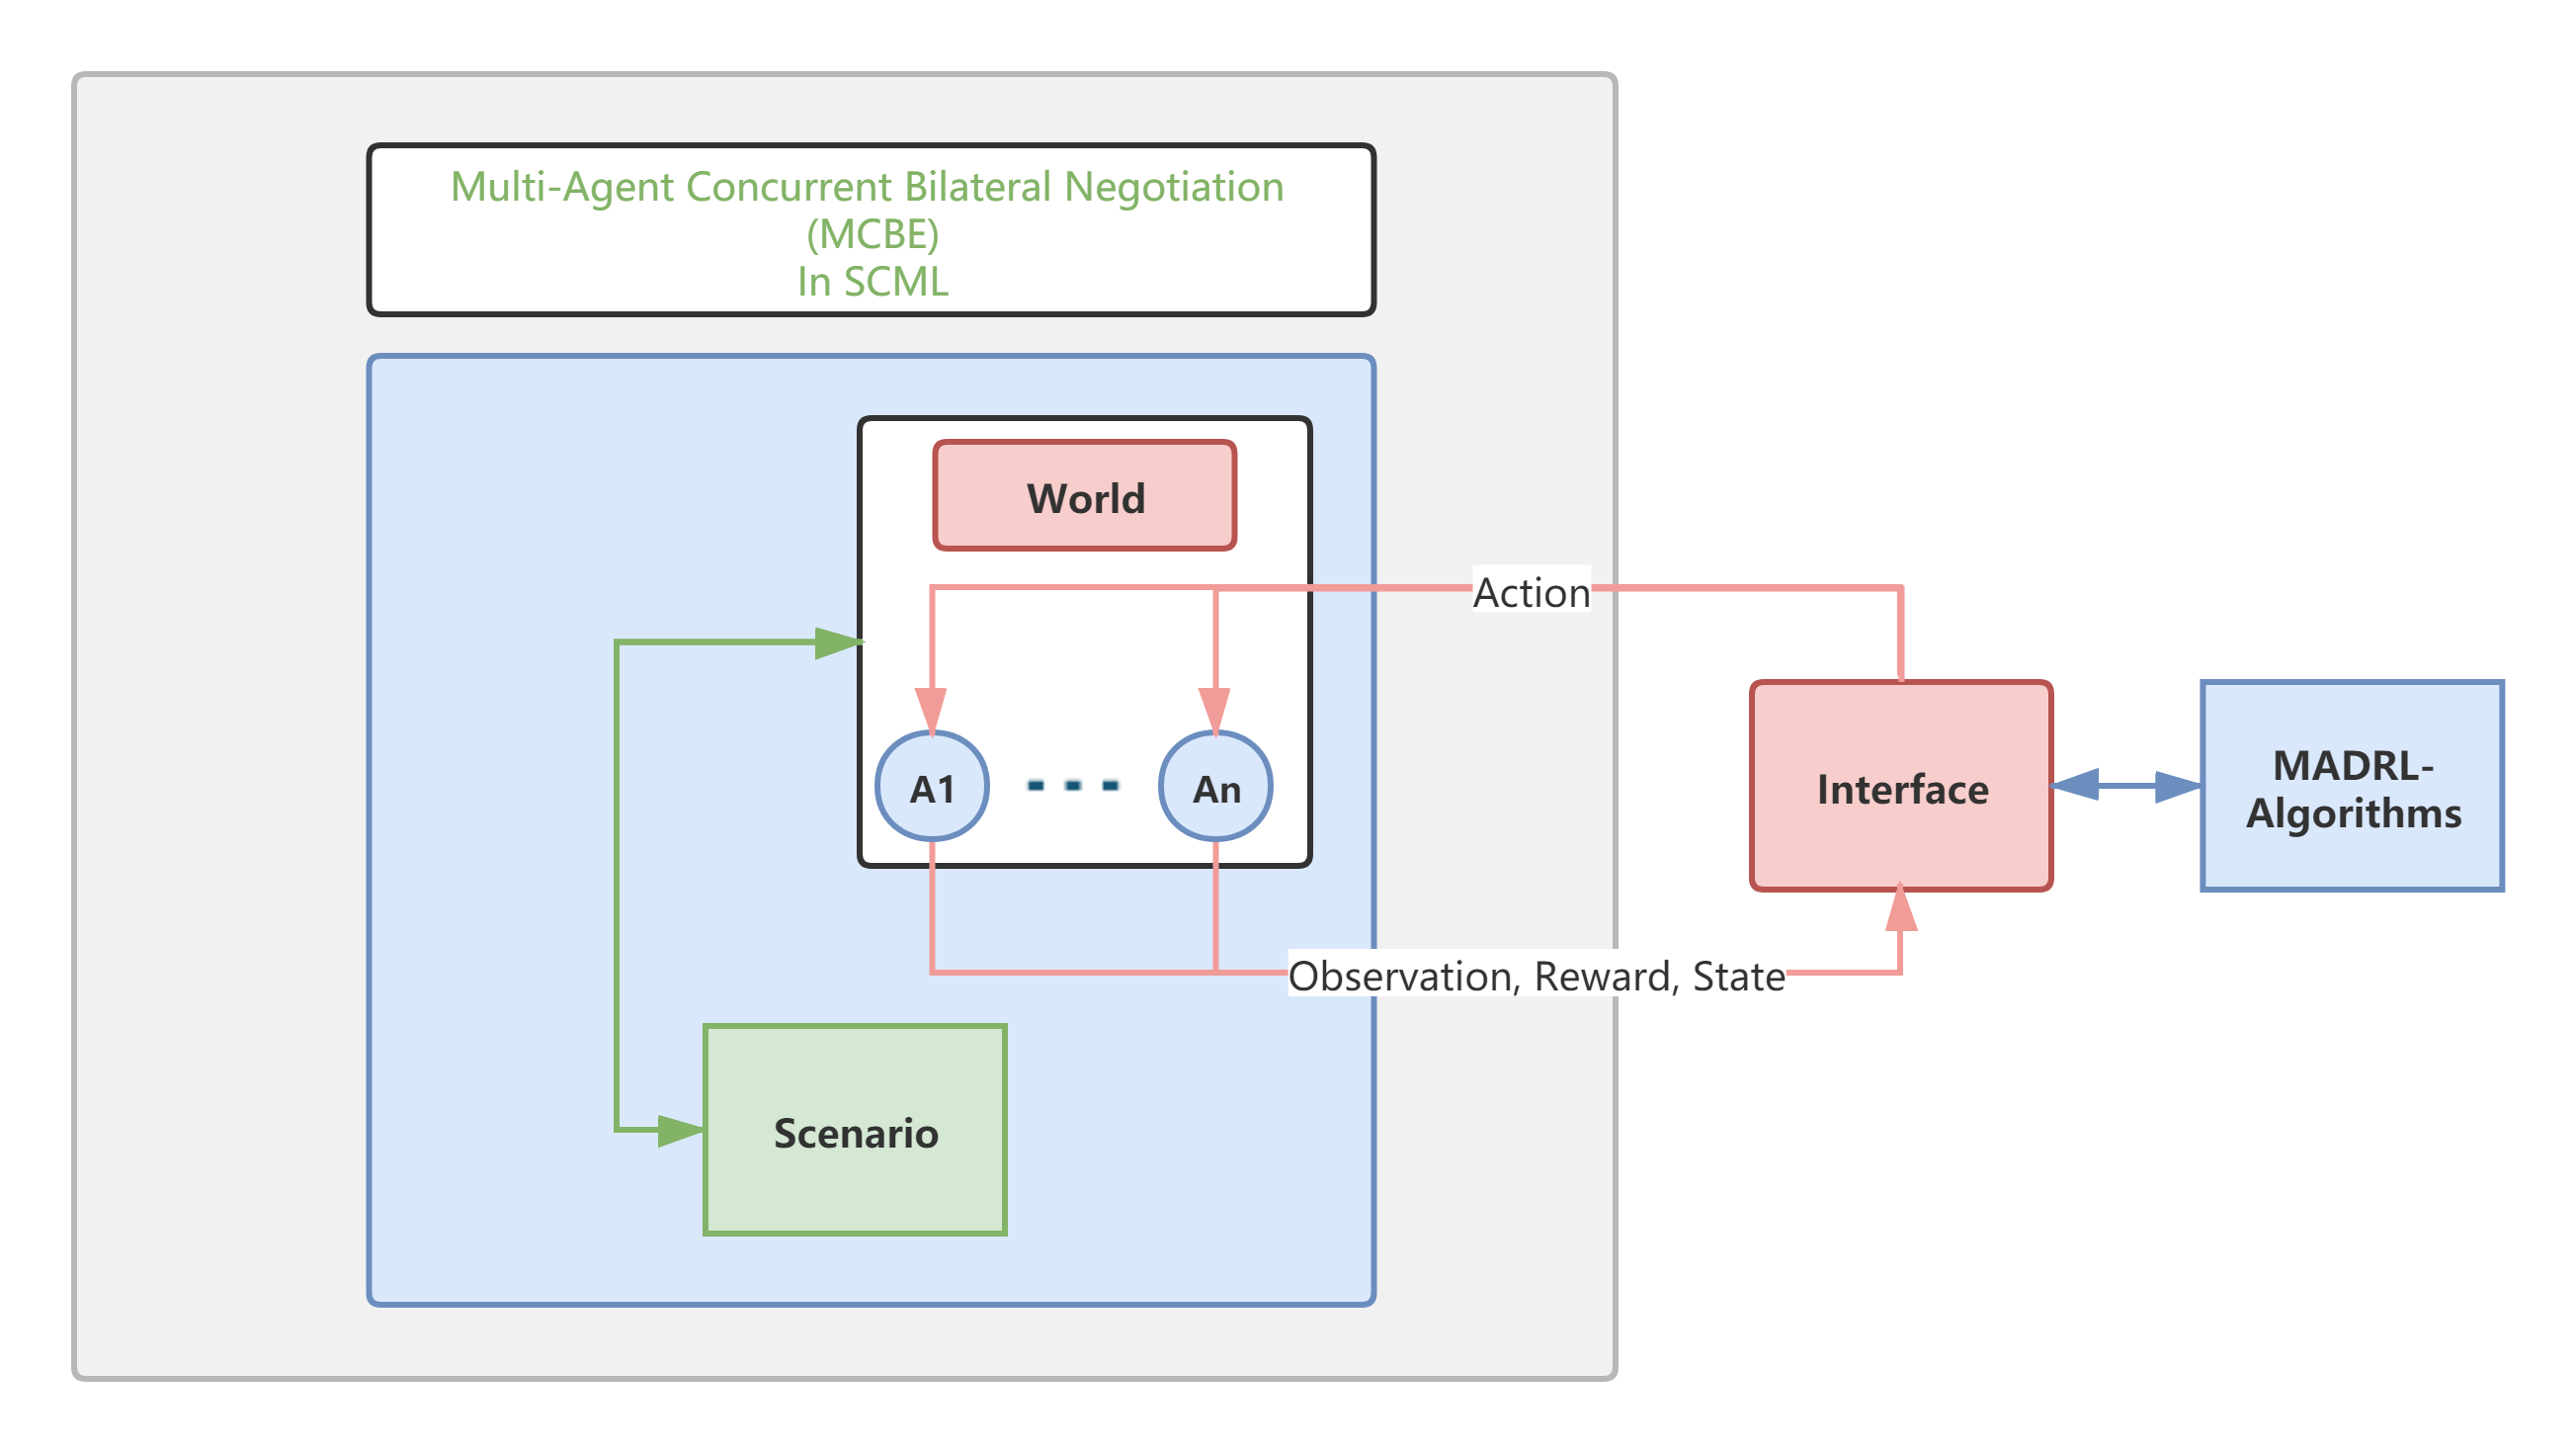 Multi-Agent Concurrent Bilateral Negotiation
(MCBE)
In SCML
World
Action
A1
An
Interface
MADRL-
Algorithms
Observation, Reward, State
Scenario